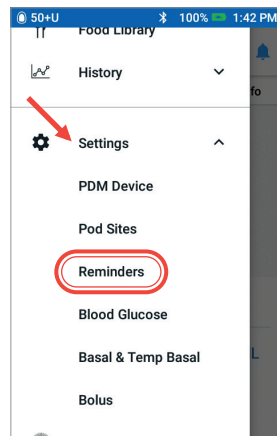 50+U 100% 1:42 PM
Food Library
History
fo
Settings
PDM Device
Pod Sites
Reminders
Blood Glucose
Basal & Temp Basal
L
Bolus